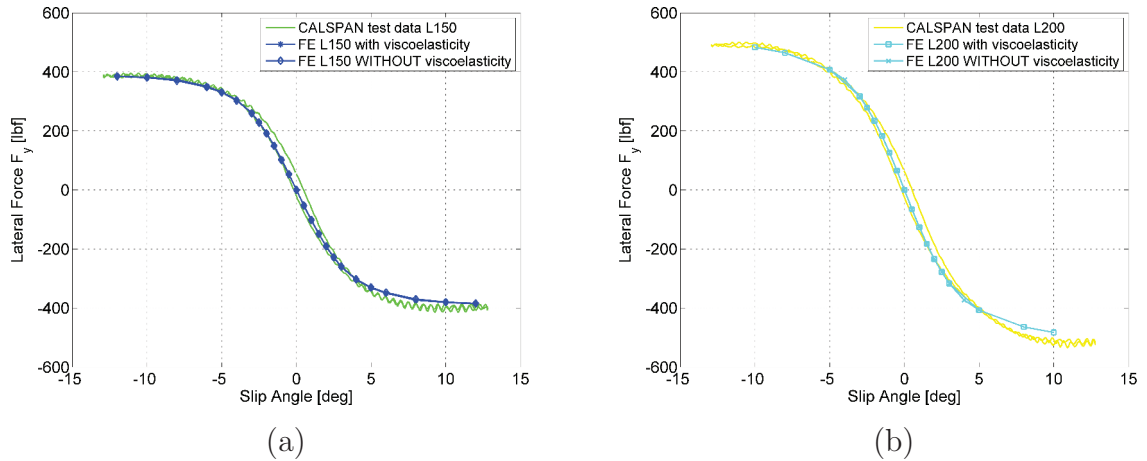 600
400
200
0
-200
-400
-600
Lateral Force F_y [lbf]
CALSPAN test data L150
FE L150 with viscoelasticity
FE L150 WITHOUT viscoelasticity
-15 -10 -5 0 5 10 15
Slip Angle [deg]
(a)
600
400
200
0
-200
-400
-600
Lateral Force F_y [lbf]
CALSPAN test data L200
FE L200 with viscoelasticity
FE L200 WITHOUT viscoelasticity
-15 -10 -5 0 5 10 15
Slip Angle [deg]
(b)